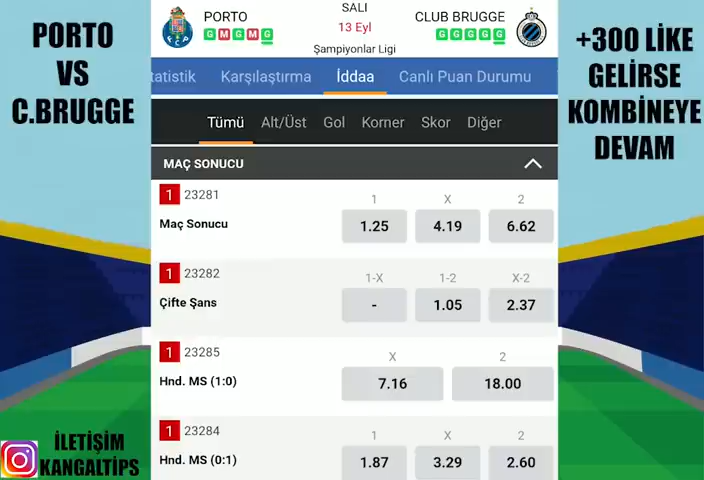 PORTO
VS
C.BRUGGE
PORTO
G M G M G
SALI
13 Eyl
Şampiyonlar Ligi
CLUB BRUGGE
G G G G G
+300 LİKE
GELİRSE
KOMBİNEYE
DEVAM
tatistik Karşılaştırma İddaa Canlı Puan Durumu
Tümü Alt/Üst Gol Korner Skor Diğer
MAÇ SONUCU
1 23281
1 X 2
Maç Sonucu 1.25 4.19 6.62
1 23282
1-X 1-2 X-2
Çifte Şans - 1.05 2.37
1 23285
X 2
Hnd. MS (1:0) 7.16 18.00
1 23284
1 X 2
Hnd. MS (0:1) 1.87 3.29 2.60
İLETİŞİM
KANGALTİPS